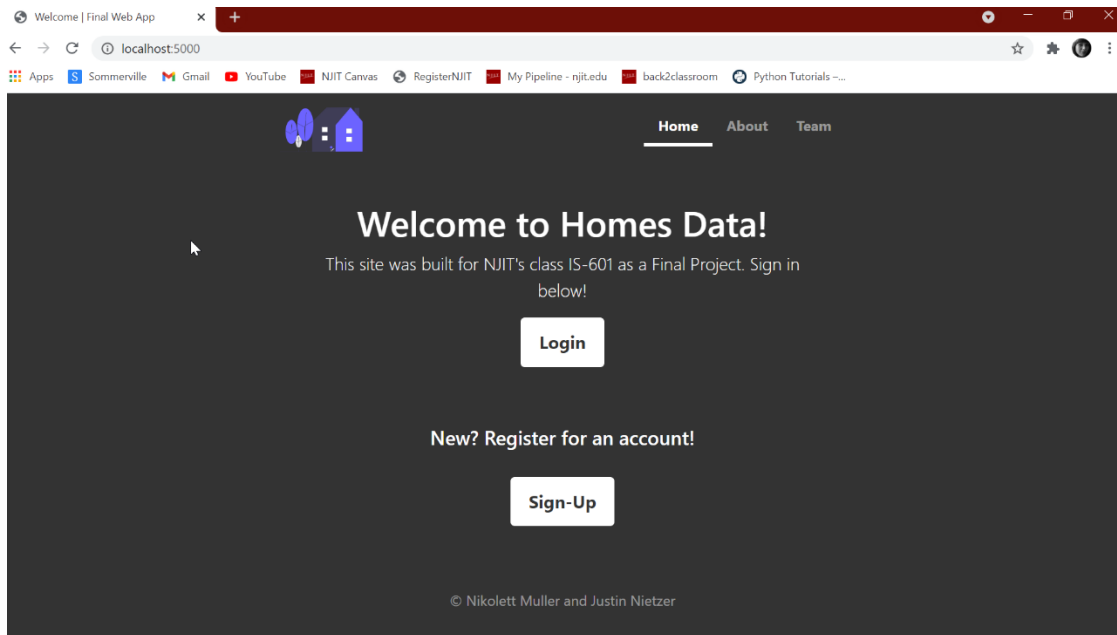 Welcome | Final Web App
localhost:5000
Apps S Sommerville Gmail YouTube NJIT Canvas RegisterNJIT My Pipeline - njit.edu back2classroom Python Tutorials –...
Home About Team
Welcome to Homes Data!
This site was built for NJIT's class IS-601 as a Final Project. Sign in
below!
Login
New? Register for an account!
Sign-Up
© Nikolett Muller and Justin Nietzer